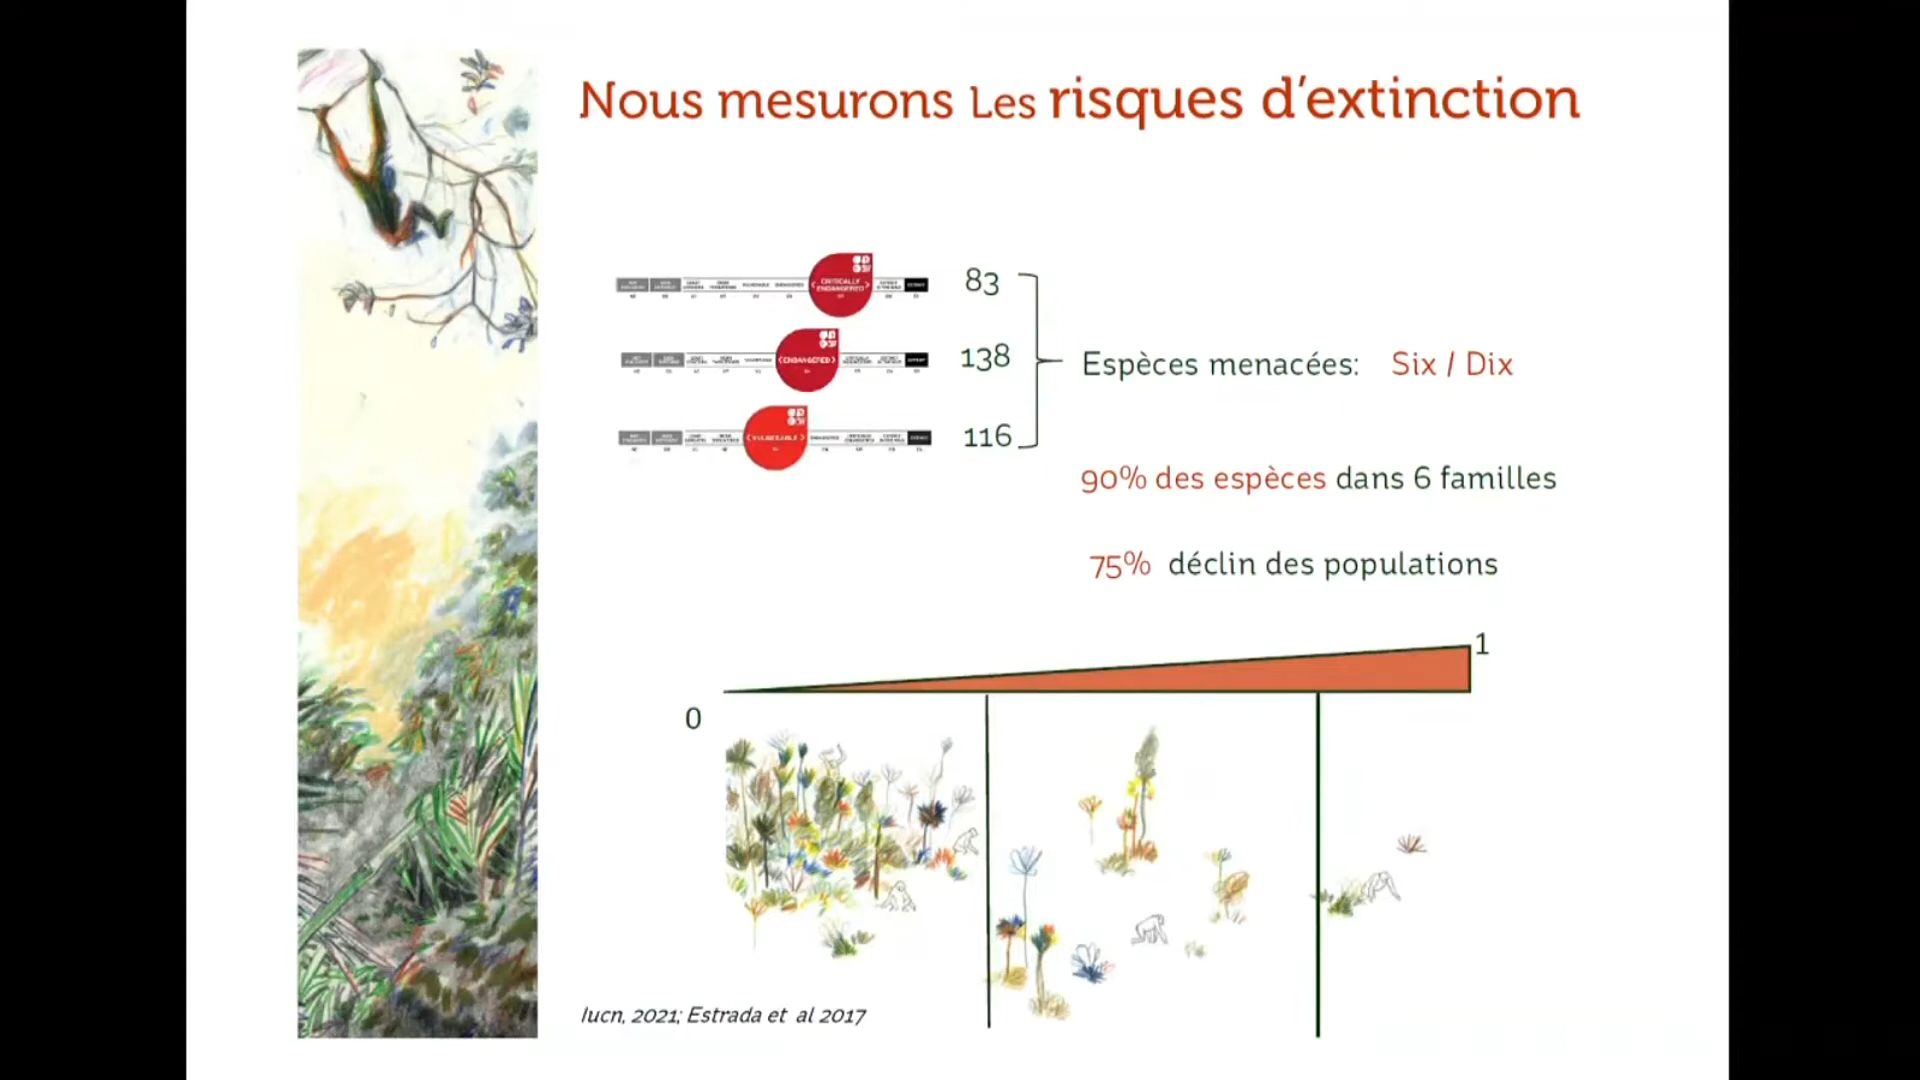 Nous mesurons Les risques d'extinction
CRITICALLY
ENDANGERED
83
ENDANGERED
138
VULNERABLE
116
Espèces menacées: Six / Dix
90% des espèces dans 6 familles
75% déclin des populations
1
0
Iucn, 2021; Estrada et al 2017